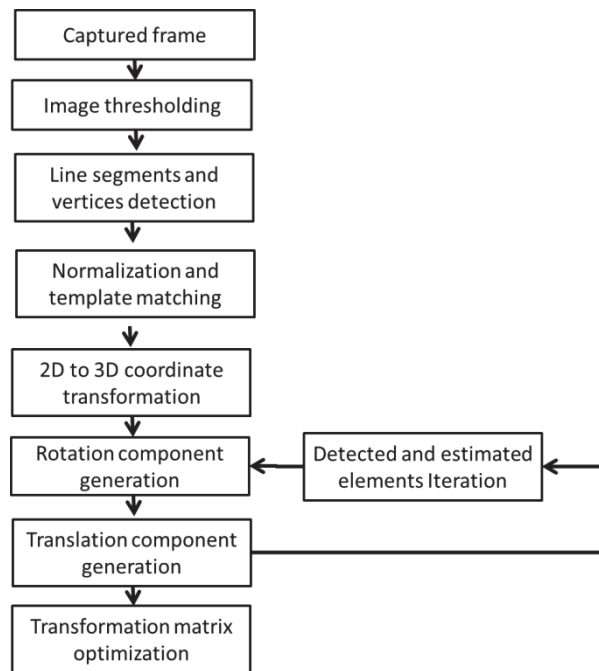 Captured frame
Image thresholding
Line segments and
vertices detection
Normalization and
template matching
2D to 3D coordinate
transformation
Rotation component
generation
Detected and estimated
elements Iteration
Translation component
generation
Transformation matrix
optimization